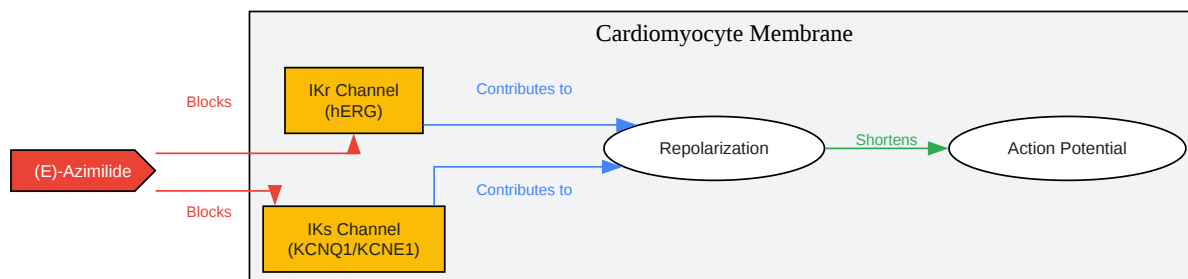 Cardiomyocyte Membrane
IKr Channel
(hERG)
Contributes to
Blocks
(E)-Azimilide
Repolarization
Shortens
Action Potential
Blocks
Contributes to
IKs Channel
(KCNQ1/KCNE1)